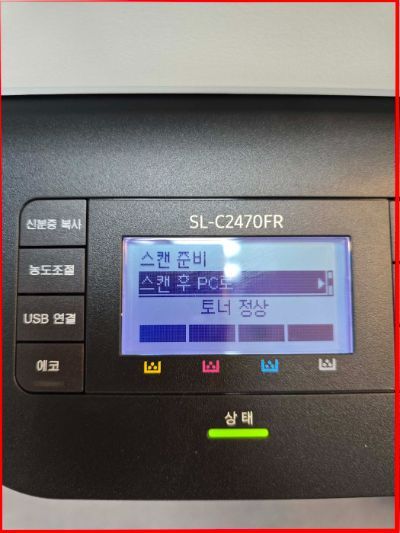 SL-C2470FR
신분증 복사
농도조절
USB 연결
에코
스캔 준비
스캔 후 PC로
토너 정상
상태